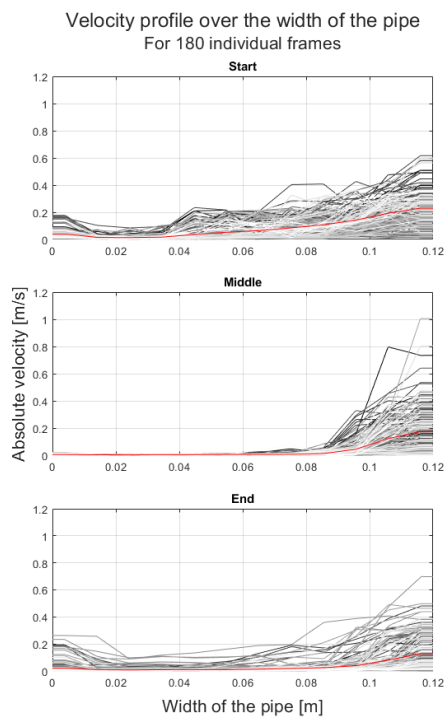 Velocity profile over the width of the pipe
For 180 individual frames
Start
1.2
1
0.8
0.6
0.4
0.2
0
0 0.02 0.04 0.06 0.08 0.1 0.12
Absolute velocity [m/s]
Middle
1.2
1
0.8
0.6
0.4
0.2
0
0 0.02 0.04 0.06 0.08 0.1 0.12
End
1.2
1
0.8
0.6
0.4
0.2
0
0 0.02 0.04 0.06 0.08 0.1 0.12
Width of the pipe [m]